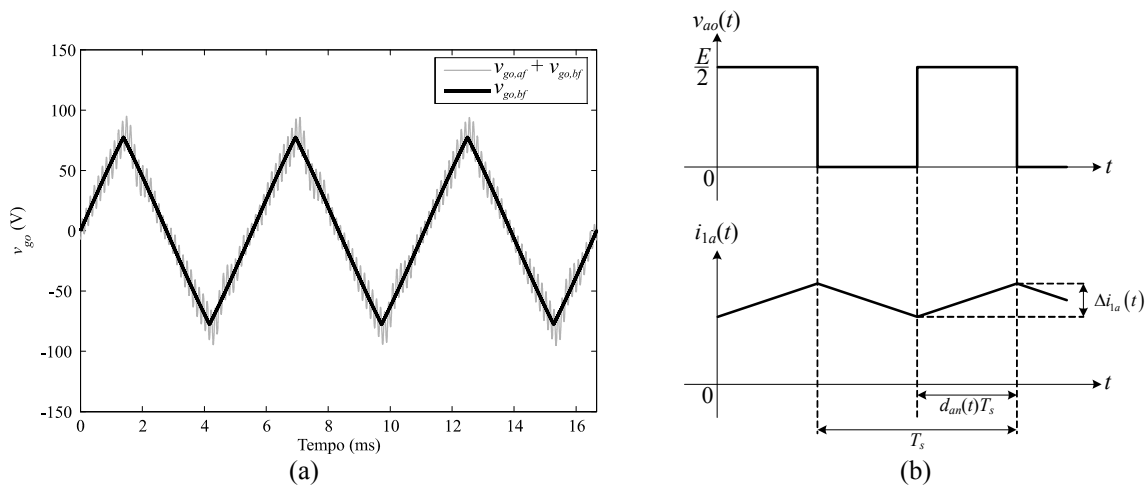 150
100
50
0
-50
-100
-150
v_go (V)
v_go,af + v_go,bf
v_go,bf
0 2 4 6 8 10 12 14 16
Tempo (ms)
(a)
v_ao(t)
E/2
0
t
i_1a(t)
Δi_1a(t)
0
t
d_an(t)T_s
T_s
(b)